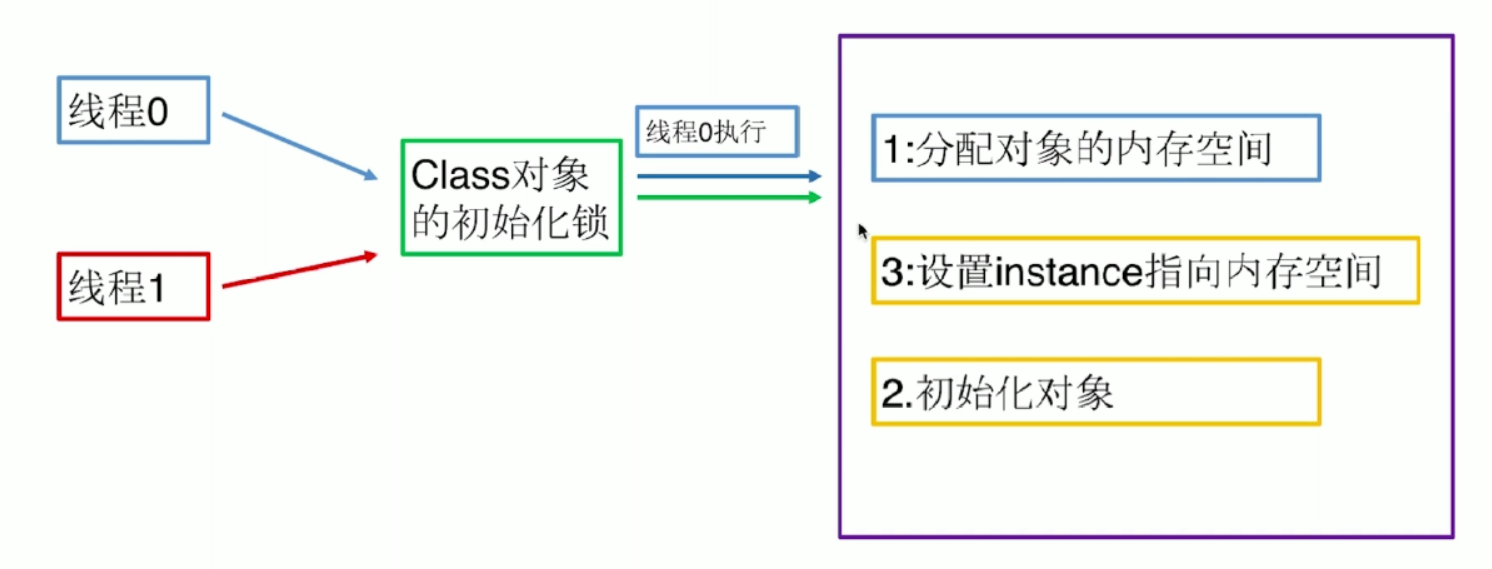 线程0
线程1
Class对象
的初始化锁
线程0执行
1:分配对象的内存空间
3:设置instance指向内存空间
2.初始化对象